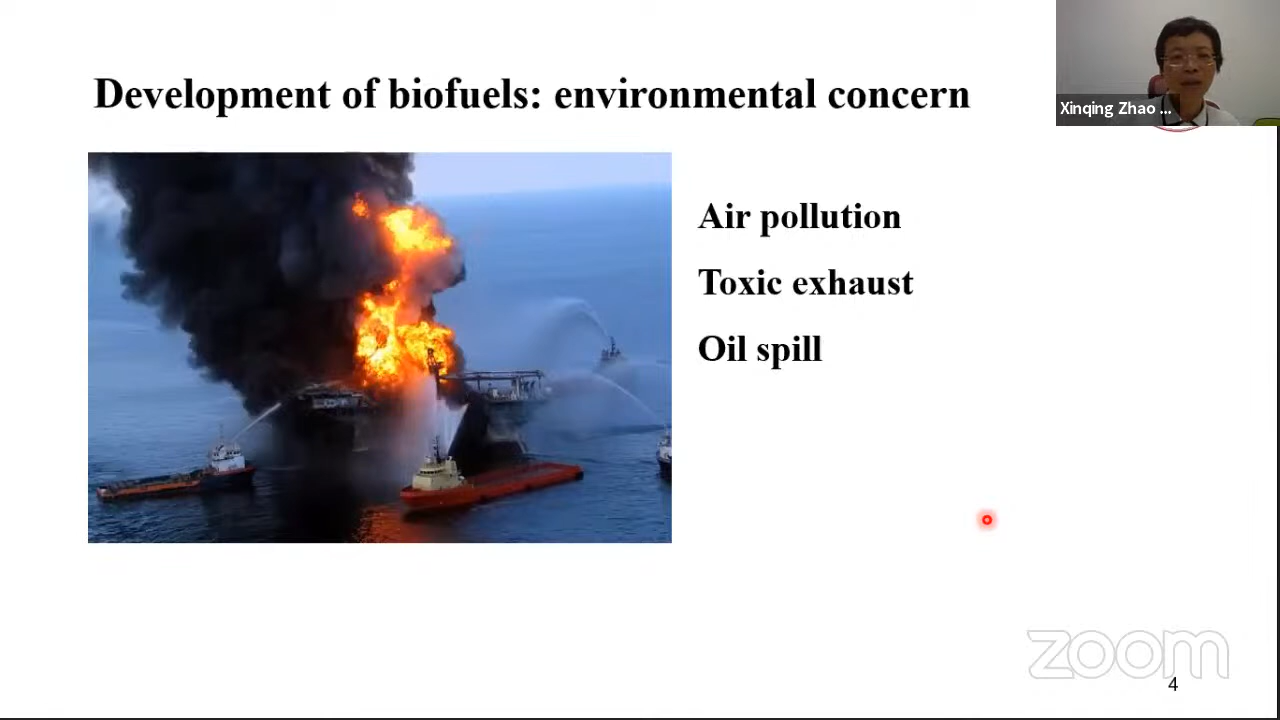 Development of biofuels: environmental concern
Xinqing Zhao ...
Air pollution
Toxic exhaust
Oil spill
zoom
4